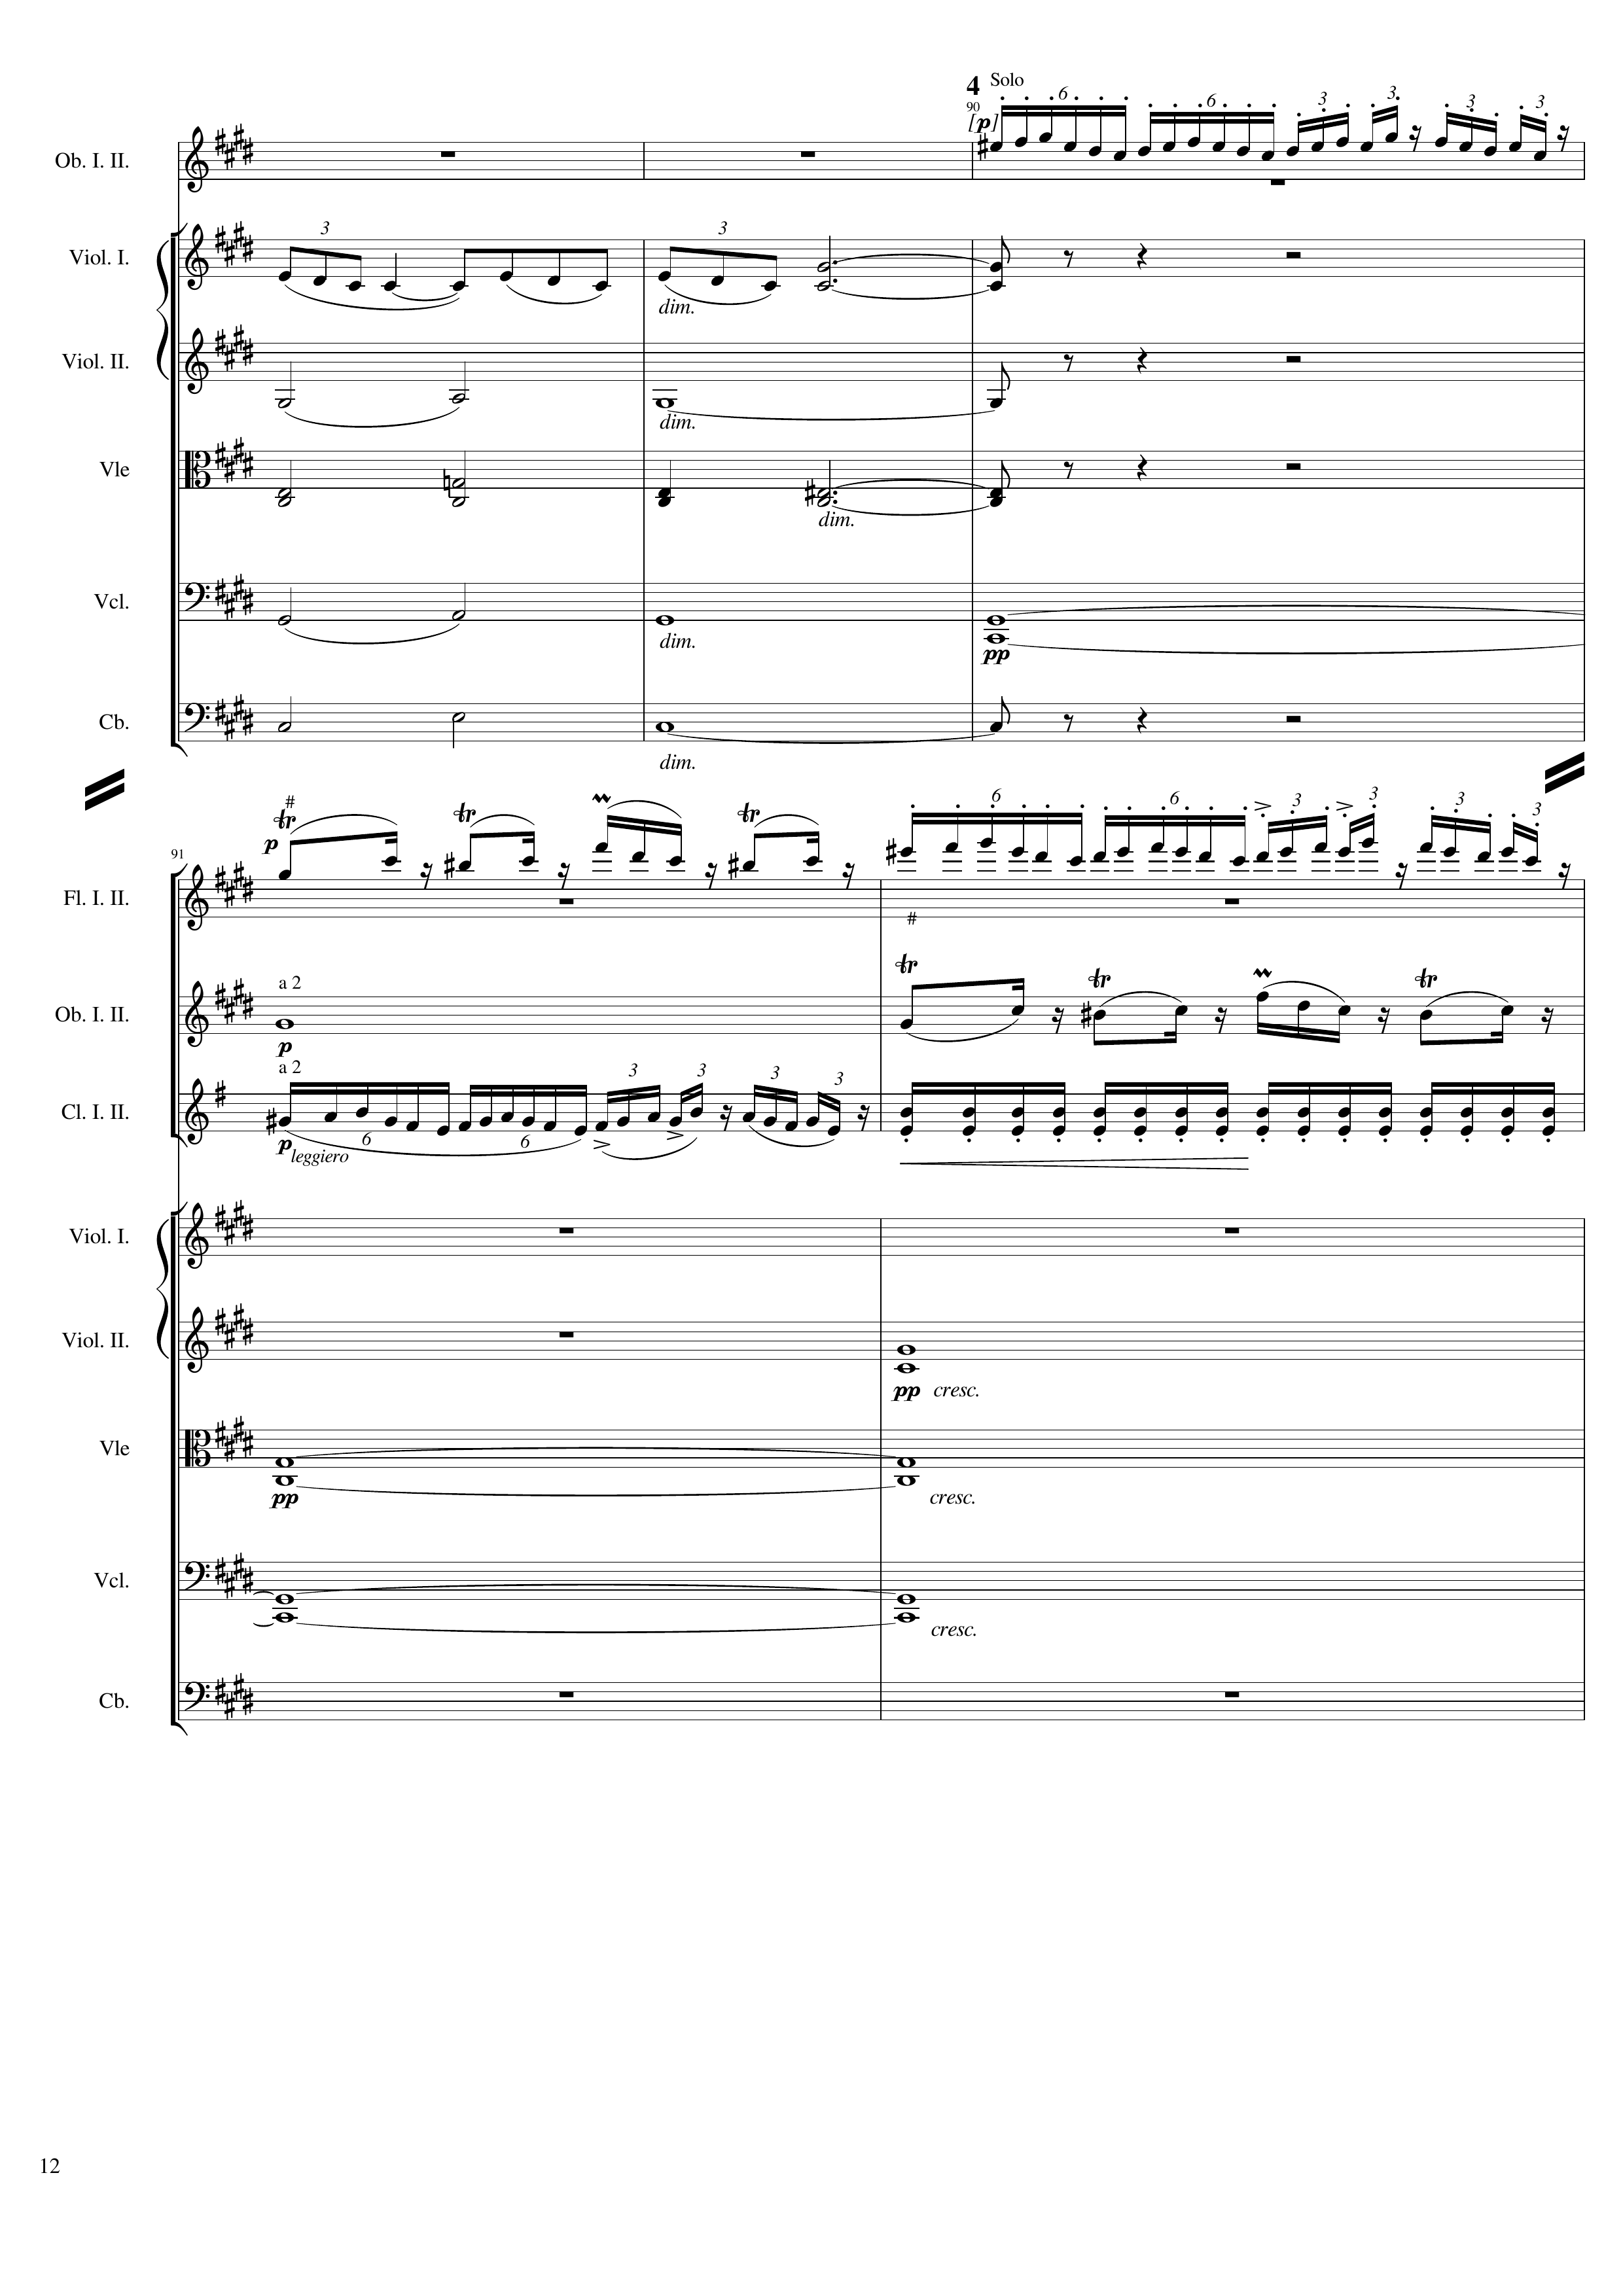 4 Solo
90
[p]
6 6 3 3 3 3
Ob. I. II.
3 3
Viol. I.
dim.
Viol. II.
dim.
Vle
dim.
Vcl.
dim. pp
Cb.
dim.
6 6 3 3 3 3
# tr tr tr
p
91
Fl. I. II.
#
tr tr tr
a 2
Ob. I. II.
p
a 2
3 3 3 3
Cl. I. II.
6 6
p leggiero
Viol. I.
Viol. II.
pp cresc.
Vle
pp cresc.
Vcl.
cresc.
Cb.
12